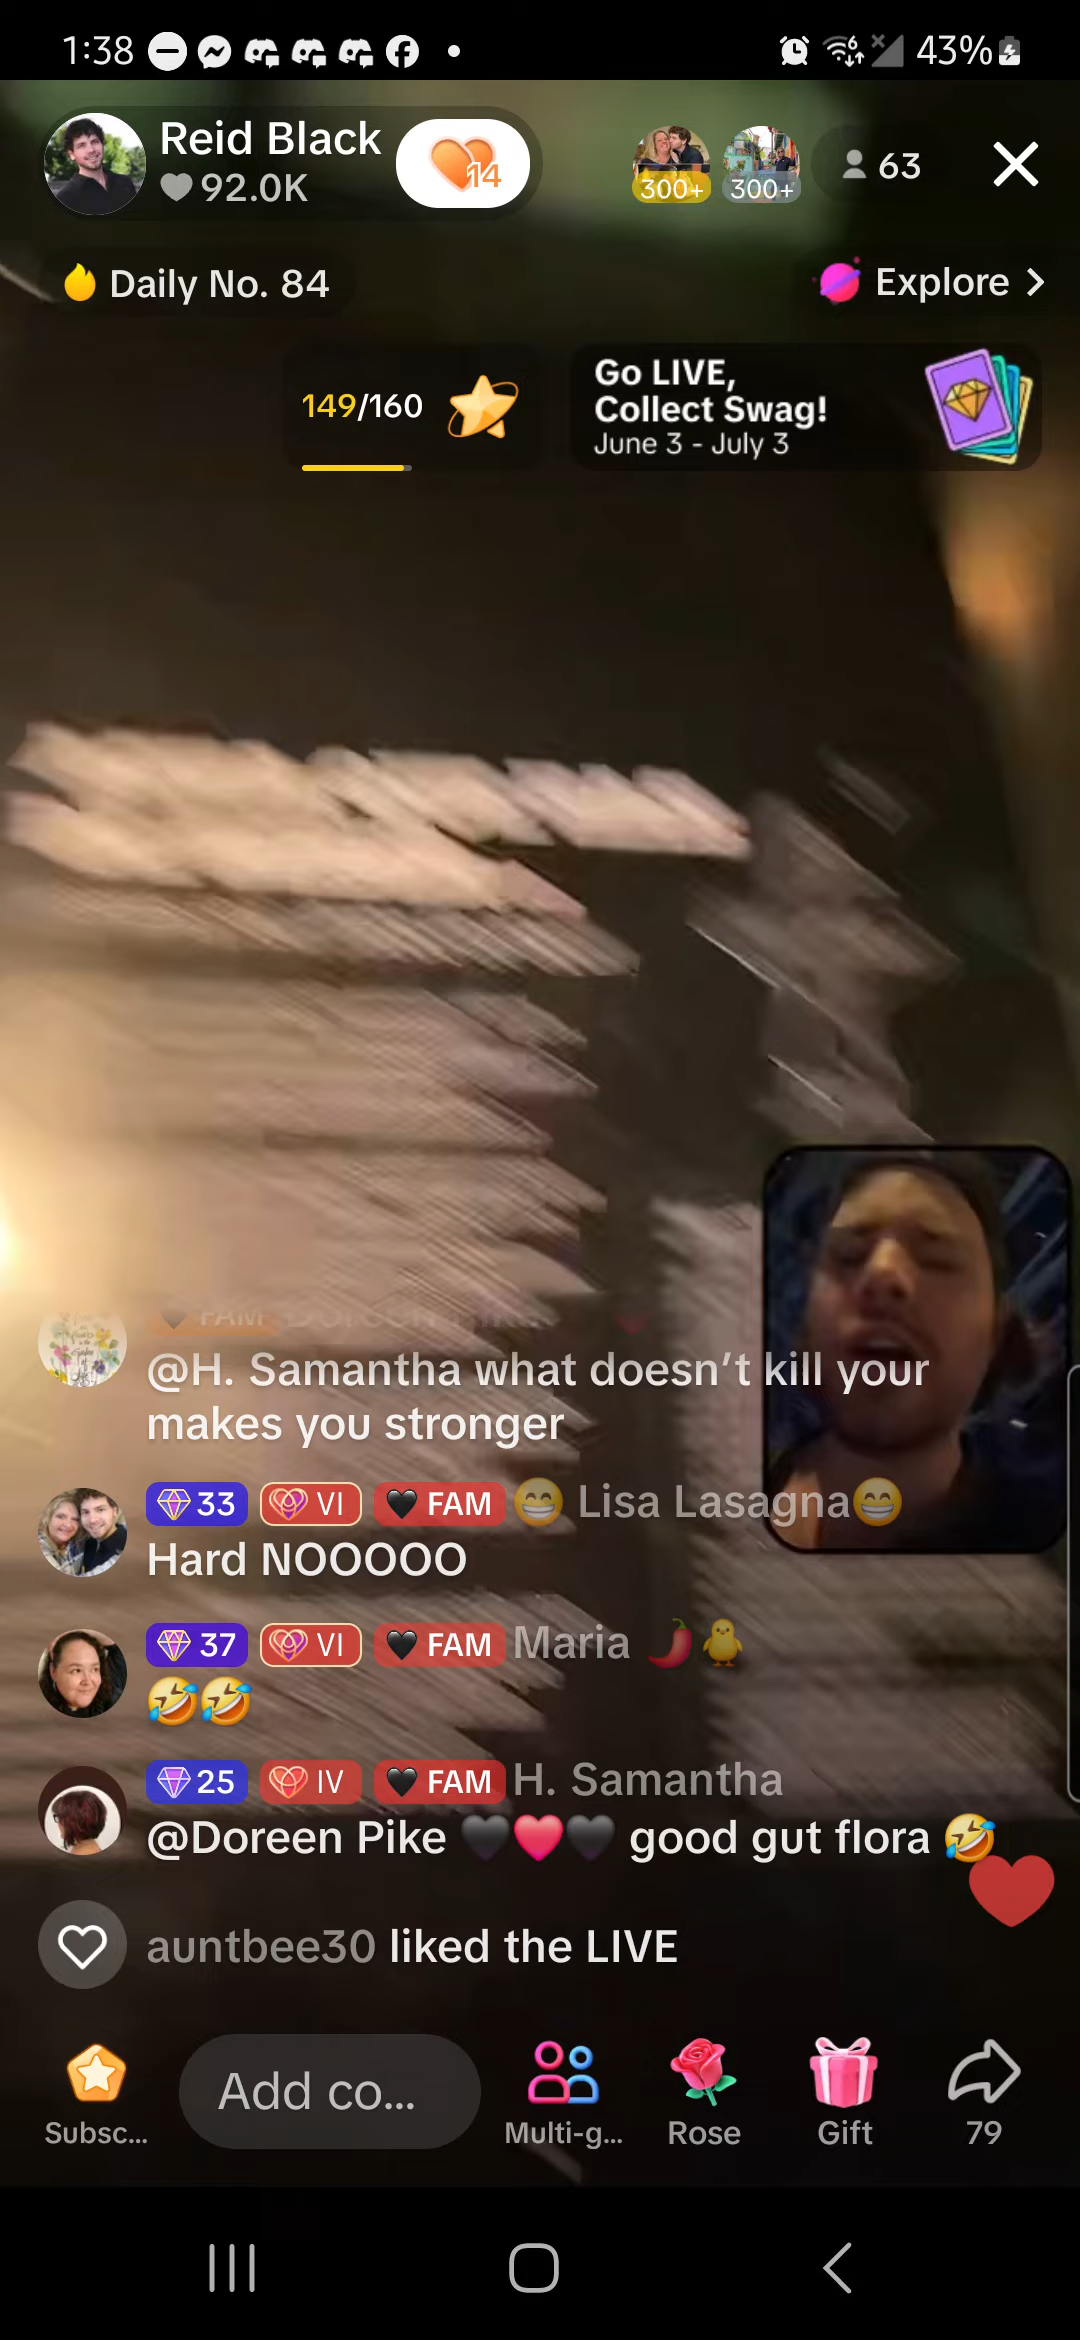 1:38
43%
Reid Black
92.0K
14
300+
300+
63
Daily No. 84
Explore
149/160
Go LIVE,
Collect Swag!
June 3 - July 3
FAM
@H. Samantha what doesn’t kill your
makes you stronger
33 VI FAM 😁 Lisa Lasagna😁
Hard NOOOOO
37 VI FAM Maria 🌶️🐥
🤣🤣
25 IV FAM H. Samantha
@Doreen Pike 🖤❤️🖤 good gut flora 🤣
auntbee30 liked the LIVE
Subsc...
Add co...
Multi-g...
Rose
Gift
79